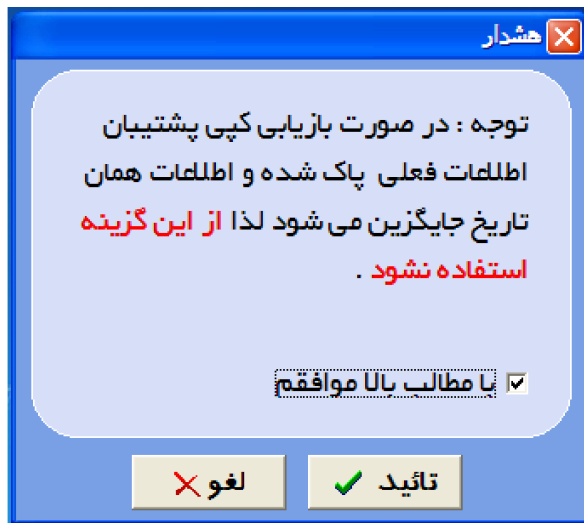 هشدار
توجه : در صورت بازیابی کپی پشتیبان
اطلاعات فعلی پاک شده و اطلاعات همان
تاریخ جایگزین می شود لذا از این گزینه
استفاده نشود .
با مطالب بالا موافقم
تائید
لغو